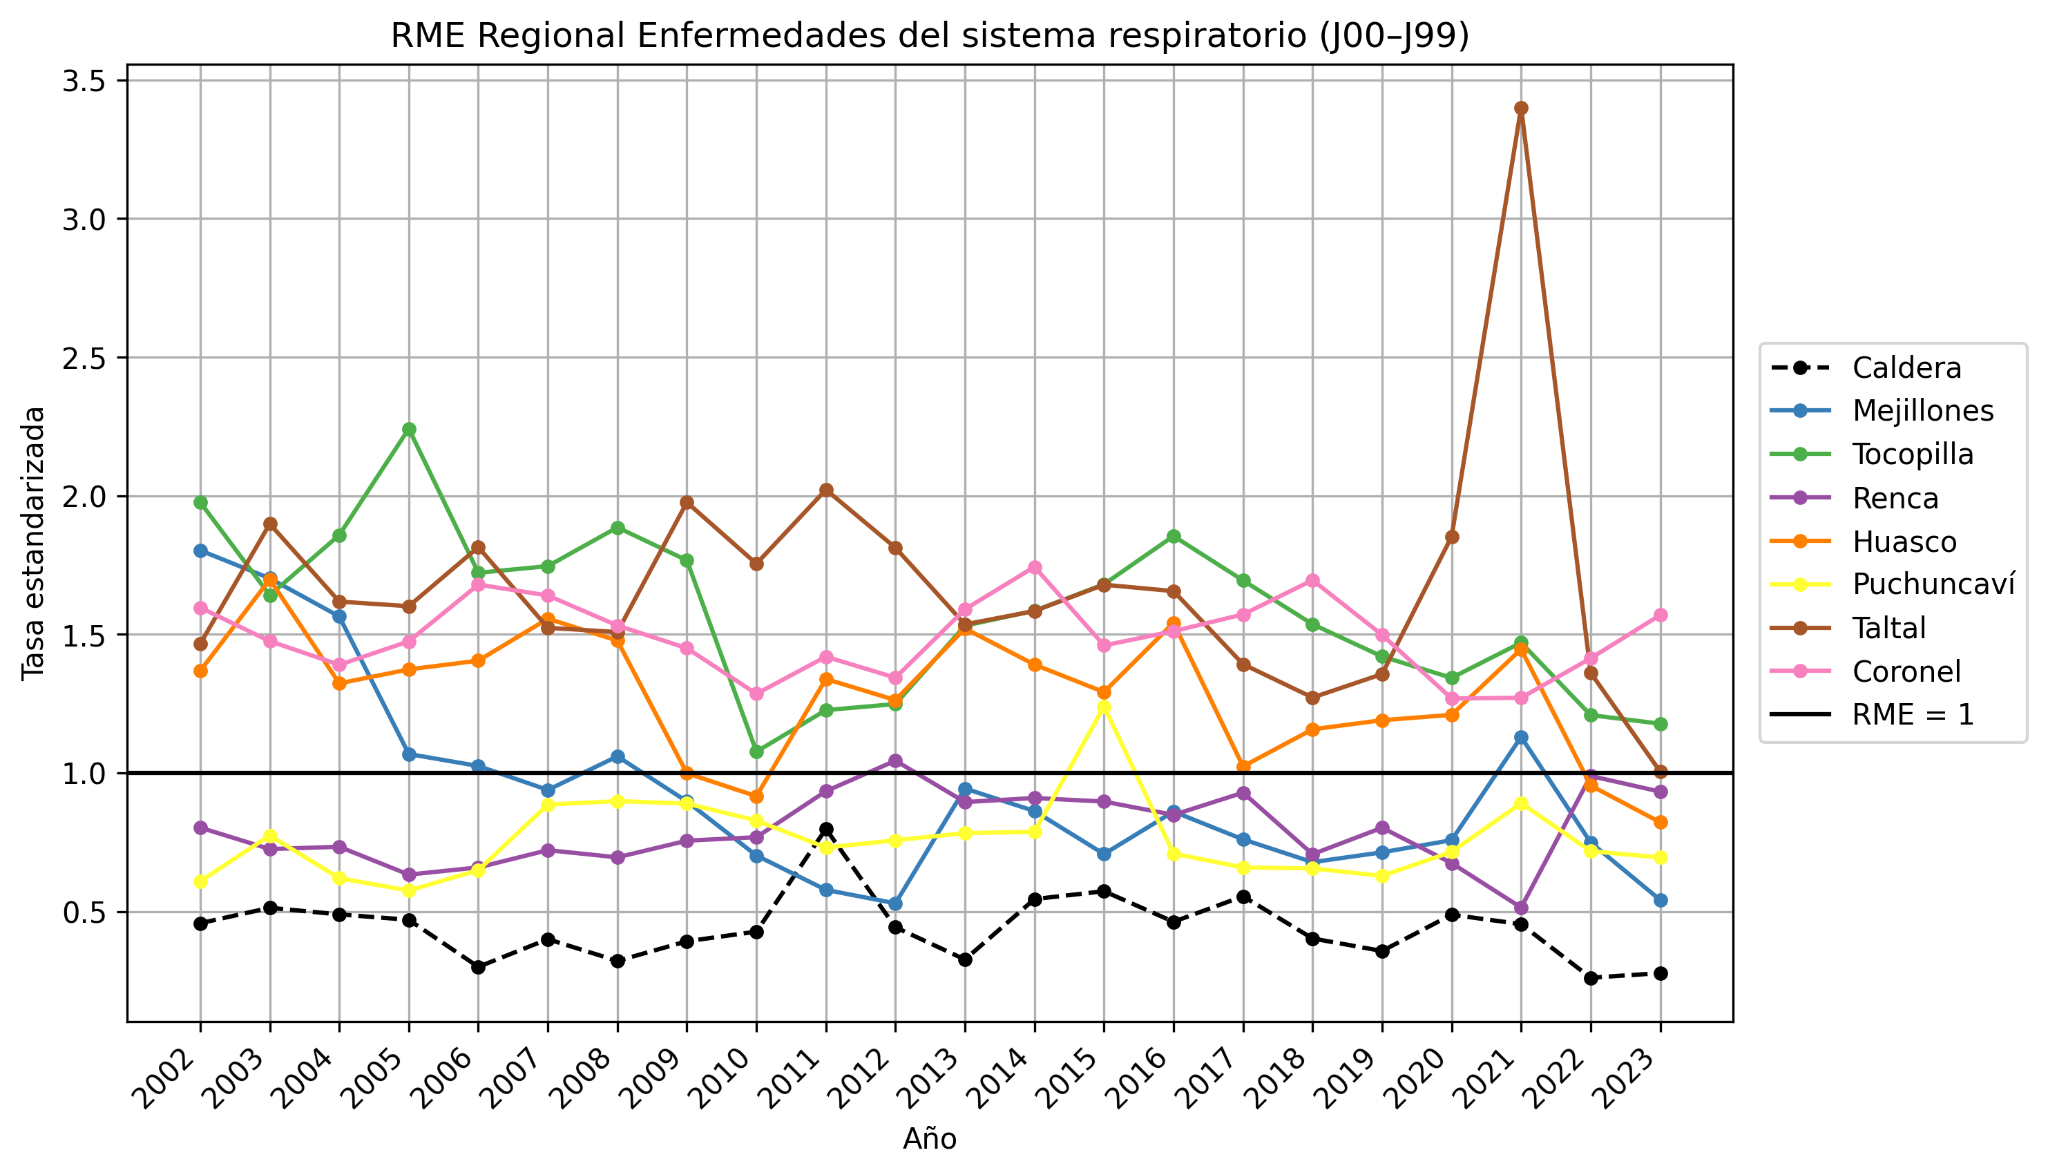 RME Regional Enfermedades del sistema respiratorio (J00–J99)
Tasa estandarizada
3.5
3.0
2.5
2.0
1.5
1.0
0.5
2002
2003
2004
2005
2006
2007
2008
2009
2010
2011
2012
2013
2014
2015
2016
2017
2018
2019
2020
2021
2022
2023
Año
Caldera
Mejillones
Tocopilla
Renca
Huasco
Puchuncaví
Taltal
Coronel
RME = 1